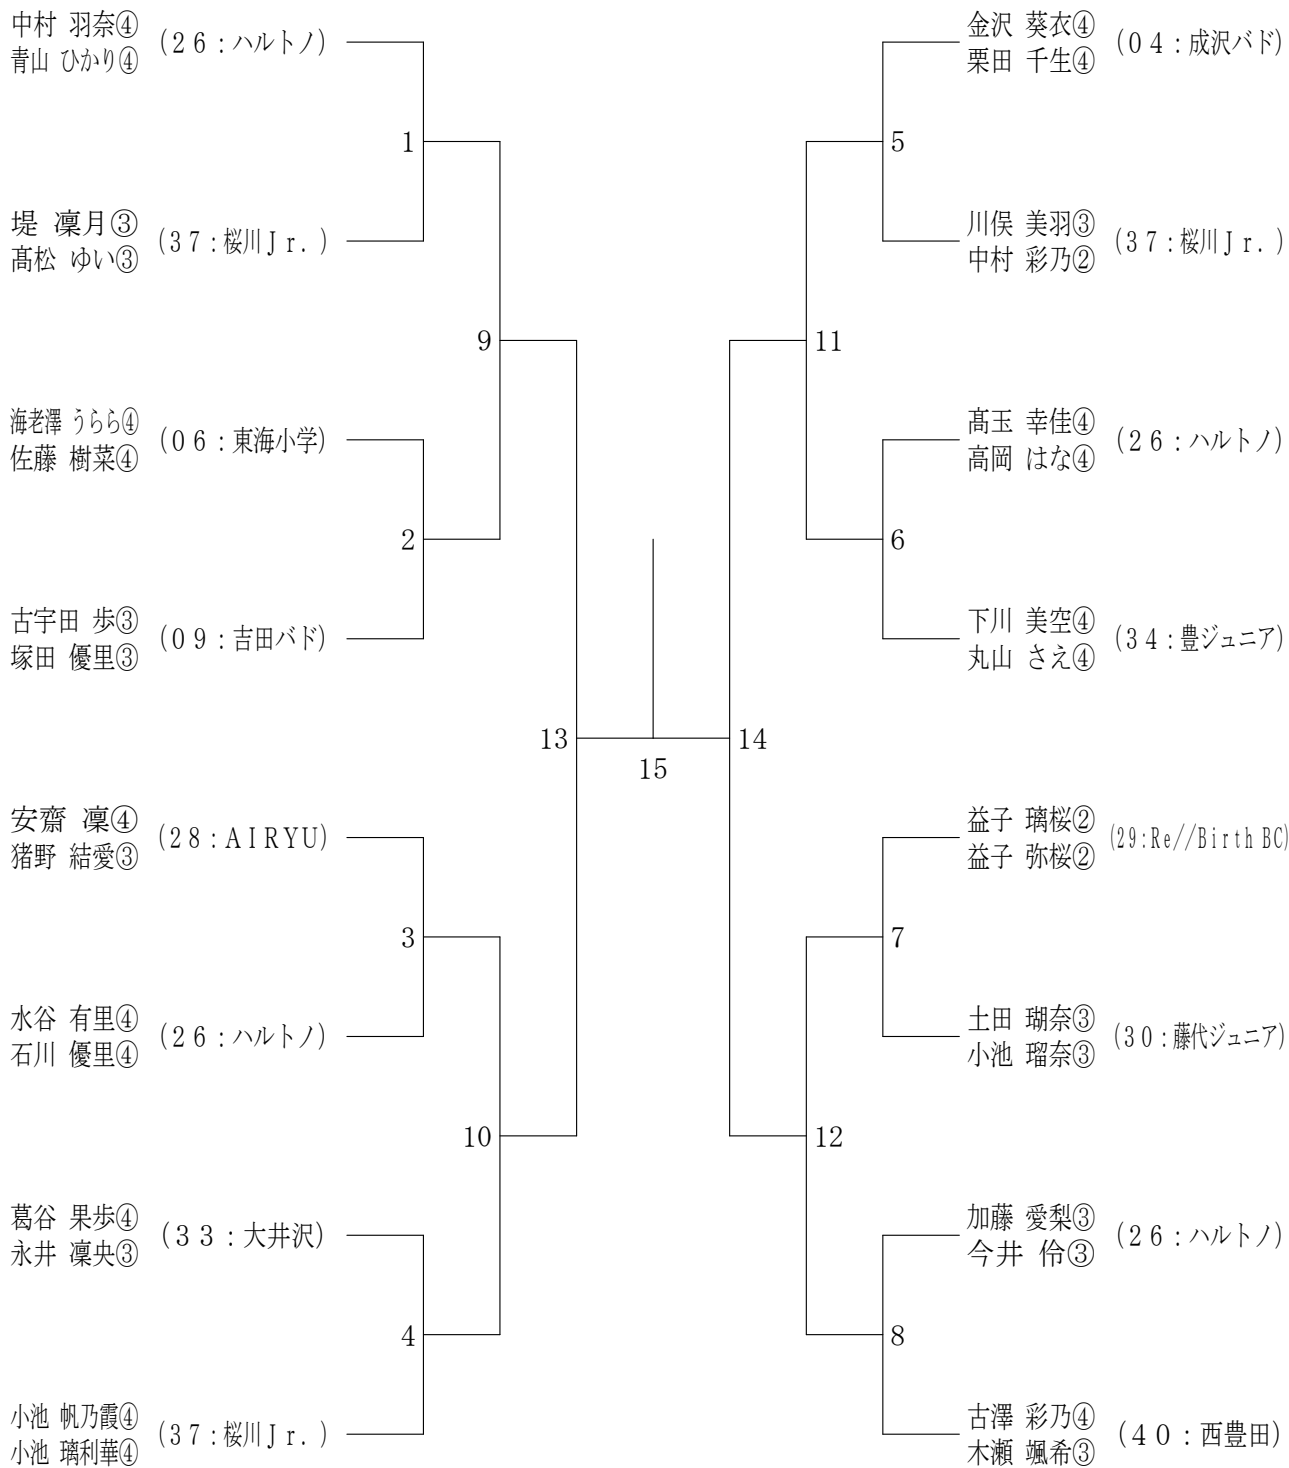 中村 羽奈④
青山 ひかり④
(26:ハルトノ)
1
堤 凜月③
髙松 ゆい③
(37:桜川Jr.)
9
海老澤 うらら④
佐藤 樹菜④
(06:東海小学)
2
古宇田 歩③
塚田 優里③
(09:吉田バド)
13
安齋 凜④
猪野 結愛③
(28:AIRYU)
3
水谷 有里④
石川 優里④
(26:ハルトノ)
10
葛谷 果歩④
永井 凜央③
(33:大井沢)
4
小池 帆乃霞④
小池 璃利華④
(37:桜川Jr.)
15
金沢 葵衣④
栗田 千生④
(04:成沢バド)
5
川俣 美羽③
中村 彩乃②
(37:桜川Jr.)
11
髙玉 幸佳④
高岡 はな④
(26:ハルトノ)
6
下川 美空④
丸山 さえ④
(34:豊ジュニア)
14
益子 璃桜②
益子 弥桜②
(29:Re//Birth BC)
7
土田 瑚奈③
小池 瑠奈③
(30:藤代ジュニア)
12
加藤 愛梨③
今井 伶③
(26:ハルトノ)
8
古澤 彩乃④
木瀬 颯希③
(40:西豊田)